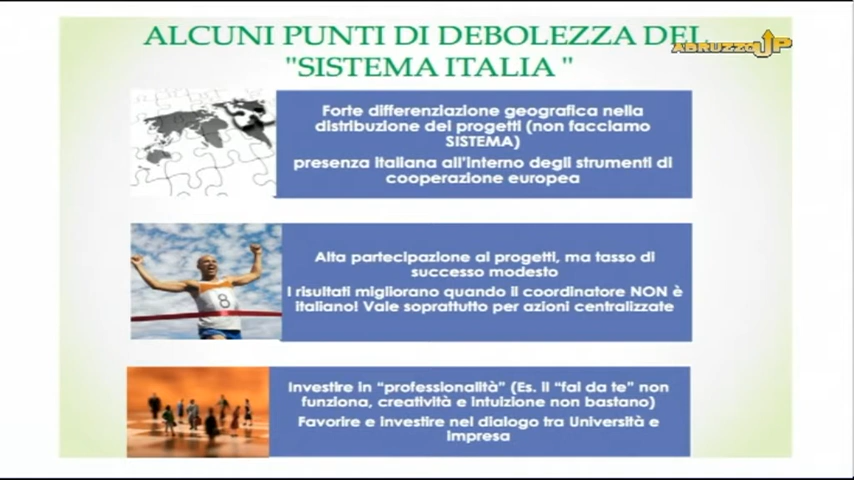 ALCUNI PUNTI DI DEBOLEZZA DEL
"SISTEMA ITALIA "
ABRUZZO UP
Forte differenziazione geografica nella
distribuzione dei progetti (non facciamo
SISTEMA)
presenza italiana all'interno degli strumenti di
cooperazione europea
8
Alta partecipazione ai progetti, ma tasso di
successo modesto
I risultati migliorano quando il coordinatore NON è
italiano! Vale soprattutto per azioni centralizzate
Investire in "professionalità" (Es. il "fai da te" non
funziona, creatività e intuizione non bastano)
Favorire e investire nel dialogo tra Università e
impresa